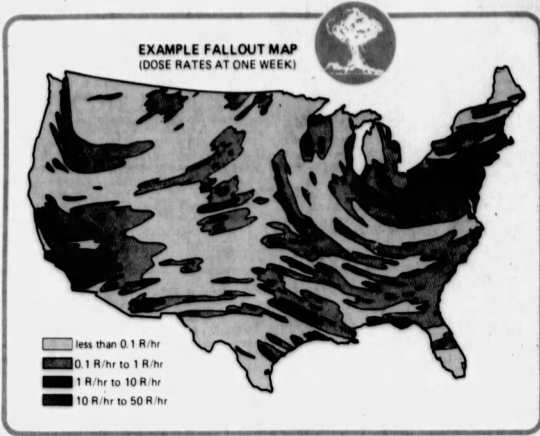 EXAMPLE FALLOUT MAP
(DOSE RATES AT ONE WEEK)
less than 0.1 R/hr
0.1 R/hr to 1 R/hr
1 R/hr to 10 R/hr
10 R/hr to 50 R/hr